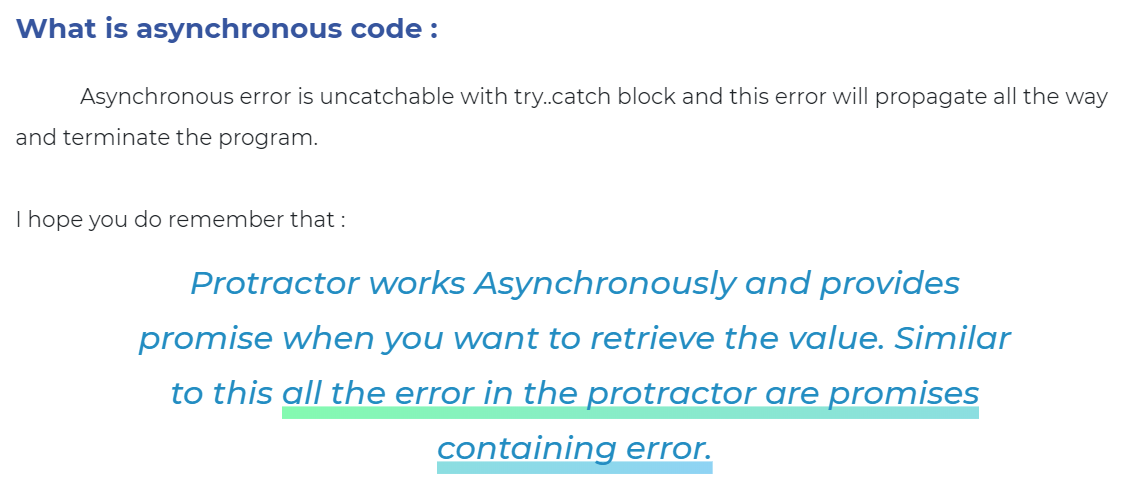 What is asynchronous code :
Asynchronous error is uncatchable with try..catch block and this error will propagate all the way
and terminate the program.
I hope you do remember that :
Protractor works Asynchronously and provides
promise when you want to retrieve the value. Similar
to this all the error in the protractor are promises
containing error.